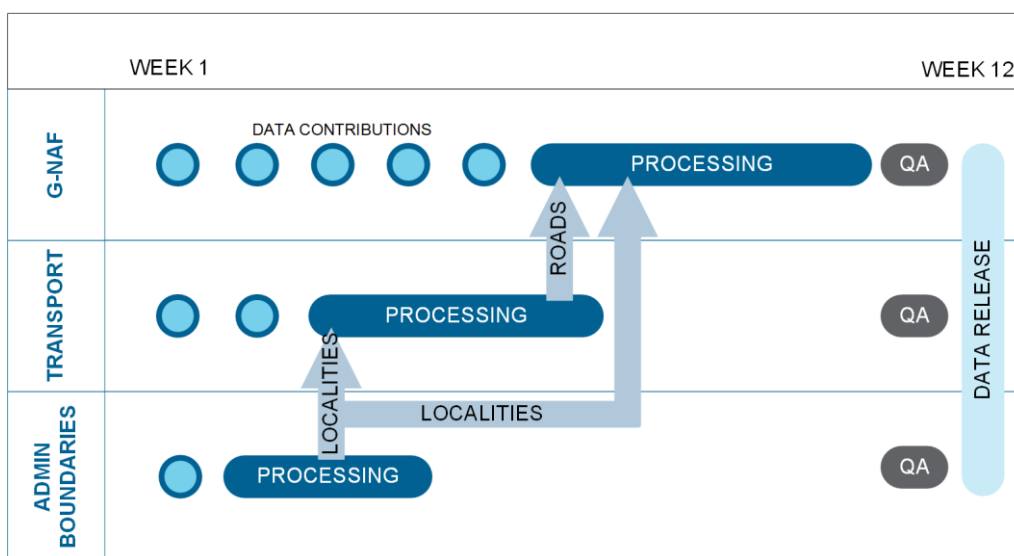 WEEK 1
WEEK 12
G-NAF
DATA CONTRIBUTIONS
PROCESSING
QA
ROADS
TRANSPORT
PROCESSING
QA
DATA RELEASE
LOCALITIES
LOCALITIES
ADMIN
BOUNDARIES
PROCESSING
QA